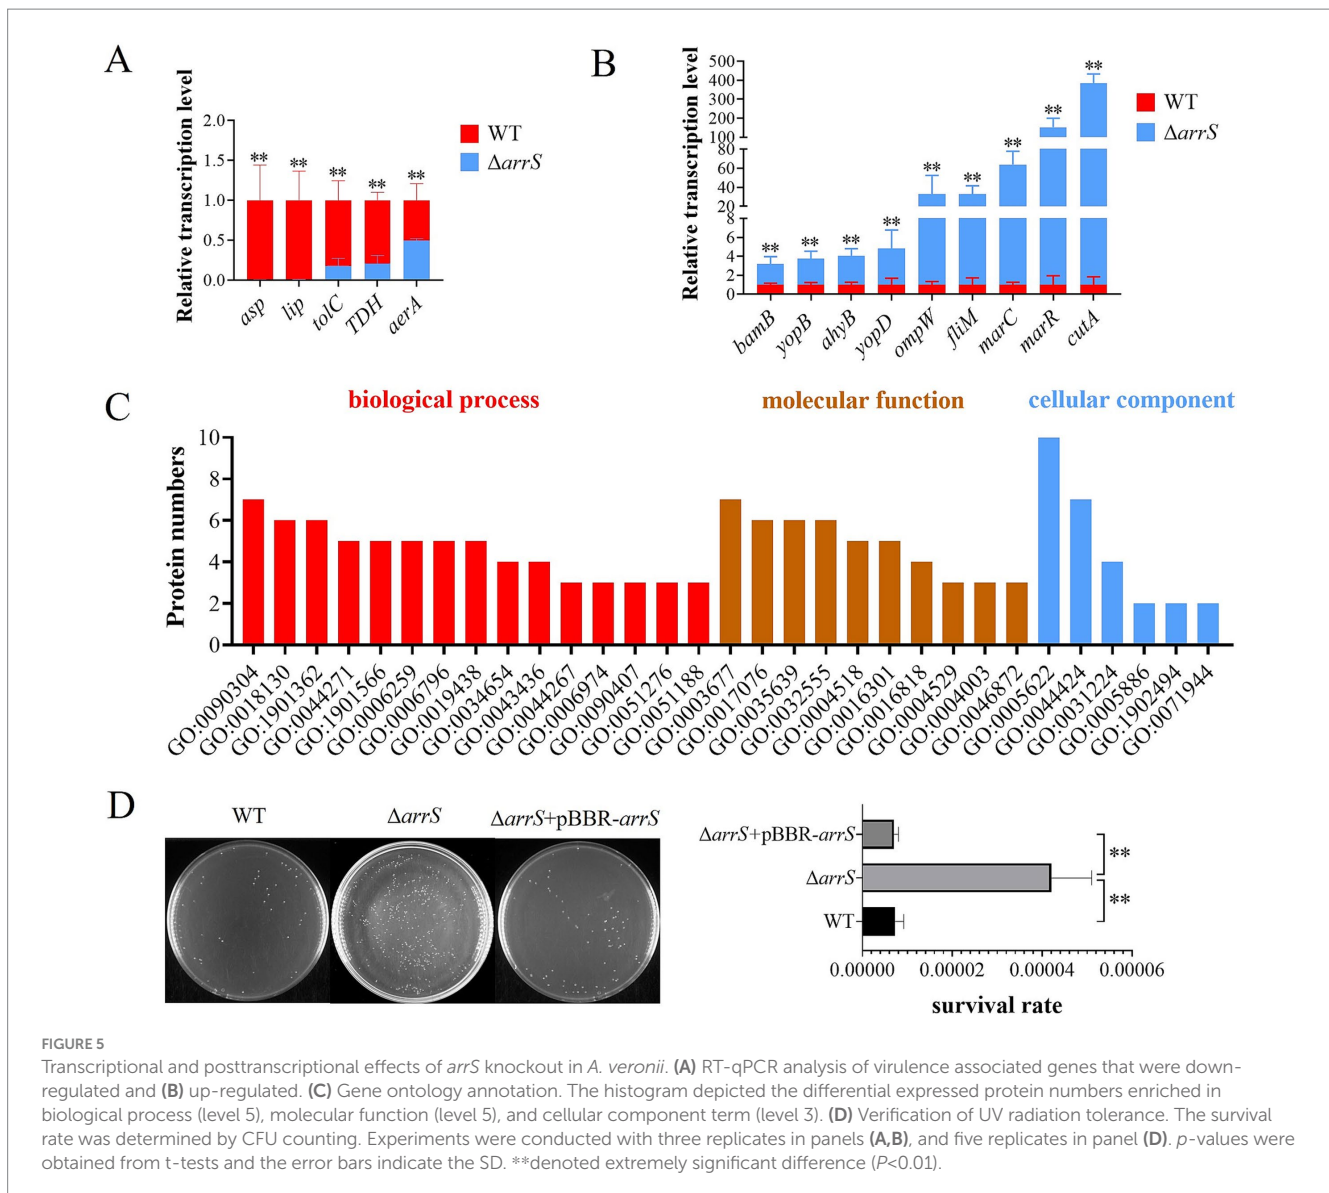 A
Relative transcription level
2.0
1.5
1.0
0.5
0.0
**
**
**
**
**
asp
lip
tolC
TDH
aerA
WT
ΔarrS
B
Relative transcription level
500
400
300
200
100
80
60
40
20
8
6
4
2
0
**
**
**
**
**
**
**
**
**
bamB
yopB
ahyB
yopD
ompW
fliM
marC
marR
cutA
WT
ΔarrS
C
biological process
molecular function
cellular component
Protein numbers
10
8
6
4
2
0
GO:0090304
GO:0018130
GO:1901362
GO:0044271
GO:1901566
GO:0006259
GO:0006796
GO:0019438
GO:0034654
GO:0043436
GO:0044267
GO:0006974
GO:0090407
GO:0051276
GO:0051188
GO:0003677
GO:0017076
GO:0035639
GO:0032555
GO:0004518
GO:0016301
GO:0016818
GO:0004529
GO:0004003
GO:0046872
GO:0005622
GO:0044424
GO:0031224
GO:0005886
GO:1902494
GO:0071944
D
WT
ΔarrS
ΔarrS+pBBR-arrS
ΔarrS+pBBR-arrS
ΔarrS
WT
**
**
0.00000
0.00002
0.00004
0.00006
survival rate
FIGURE 5
Transcriptional and posttranscriptional effects of arrS knockout in A. veronii. (A) RT-qPCR analysis of virulence associated genes that were down-
regulated and (B) up-regulated. (C) Gene ontology annotation. The histogram depicted the differential expressed protein numbers enriched in
biological process (level 5), molecular function (level 5), and cellular component term (level 3). (D) Verification of UV radiation tolerance. The survival
rate was determined by CFU counting. Experiments were conducted with three replicates in panels (A,B), and five replicates in panel (D). p-values were
obtained from t-tests and the error bars indicate the SD. **denoted extremely significant difference (P<0.01).